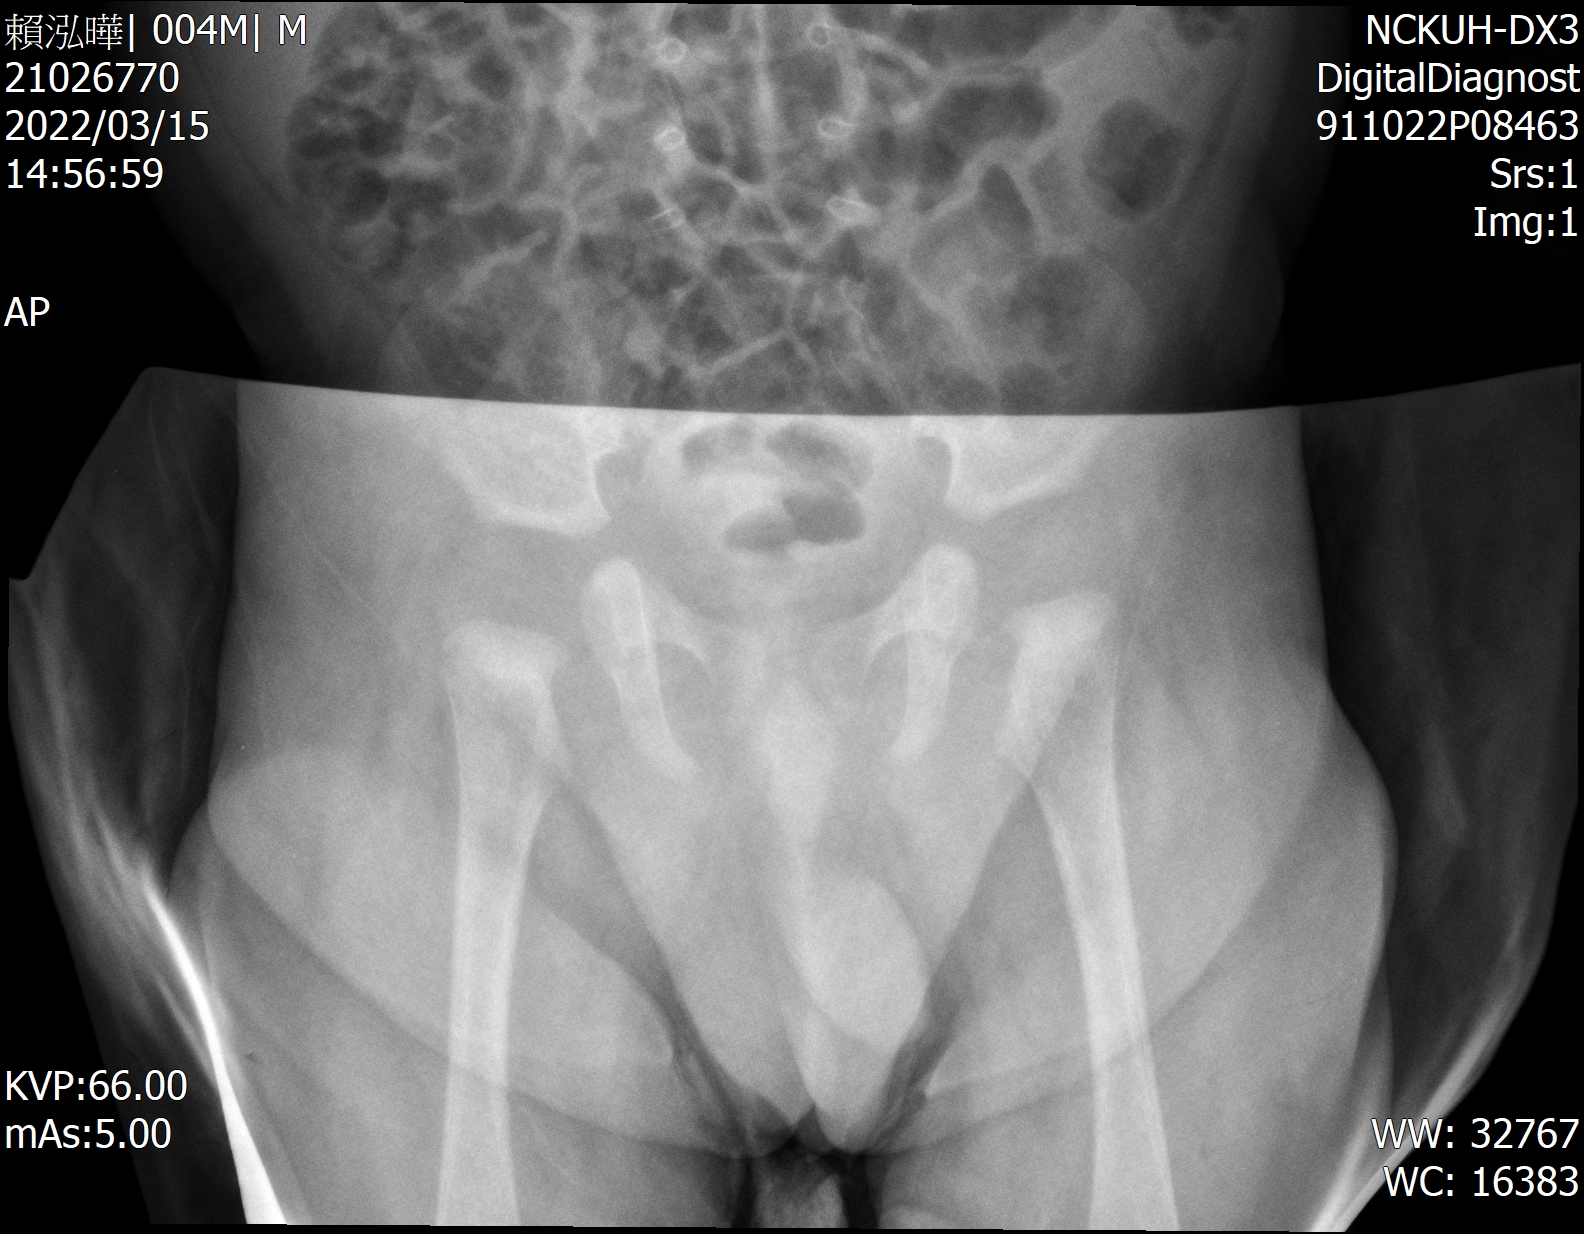 賴泓曄| 004M| M
21026770
2022/03/15
14:56:59
NCKUH-DX3
DigitalDiagnost
911022P08463
Srs:1
Img:1
AP
KVP:66.00
mAs:5.00
WW: 32767
WC: 16383